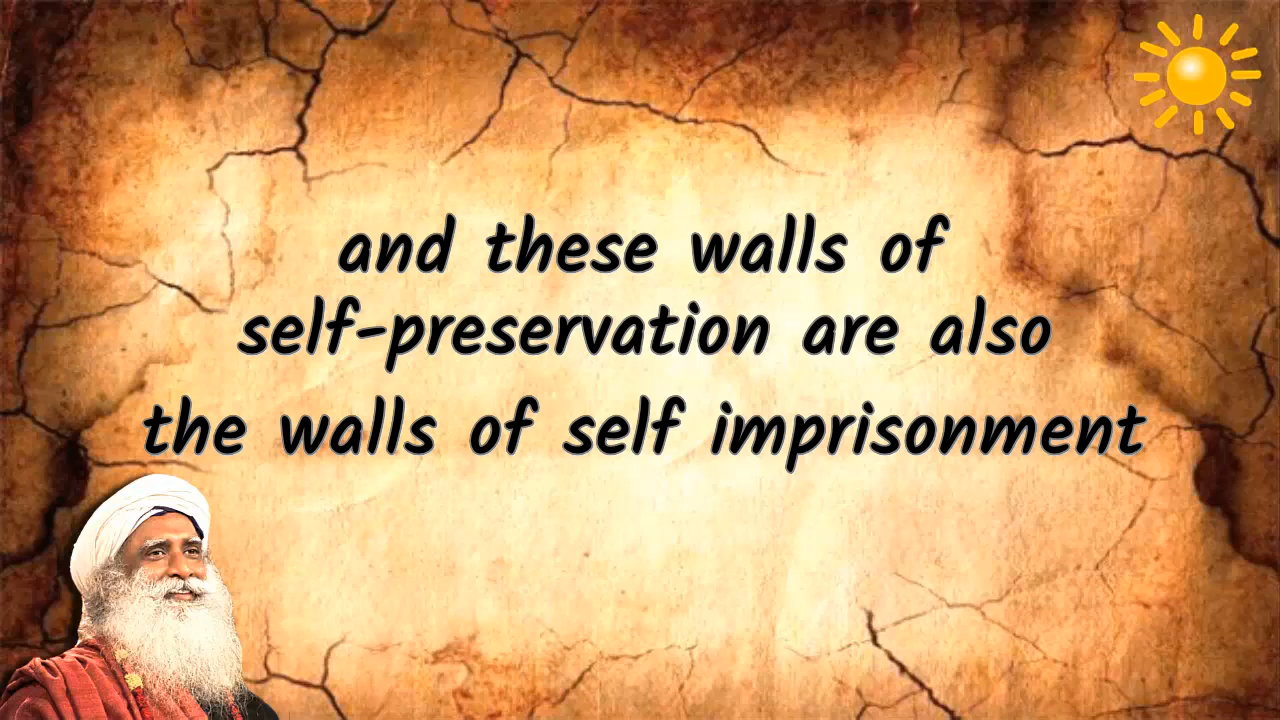 and these walls of
self-preservation are also
the walls of self imprisonment